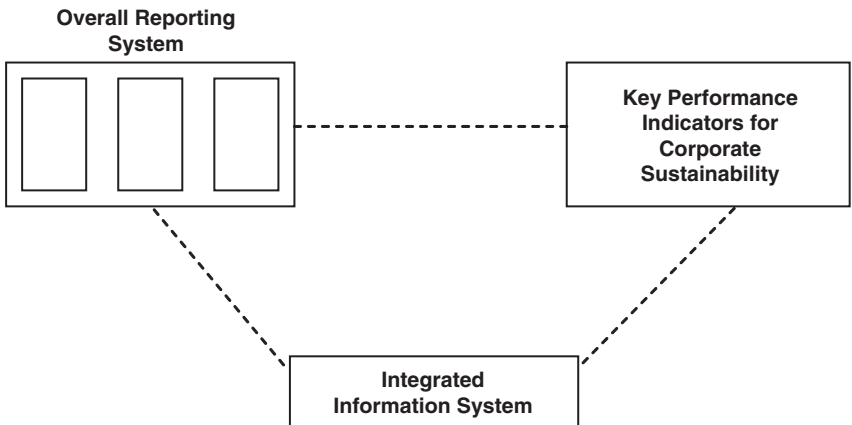 Overall Reporting
System
Key Performance
Indicators for
Corporate
Sustainability
Integrated
Information System